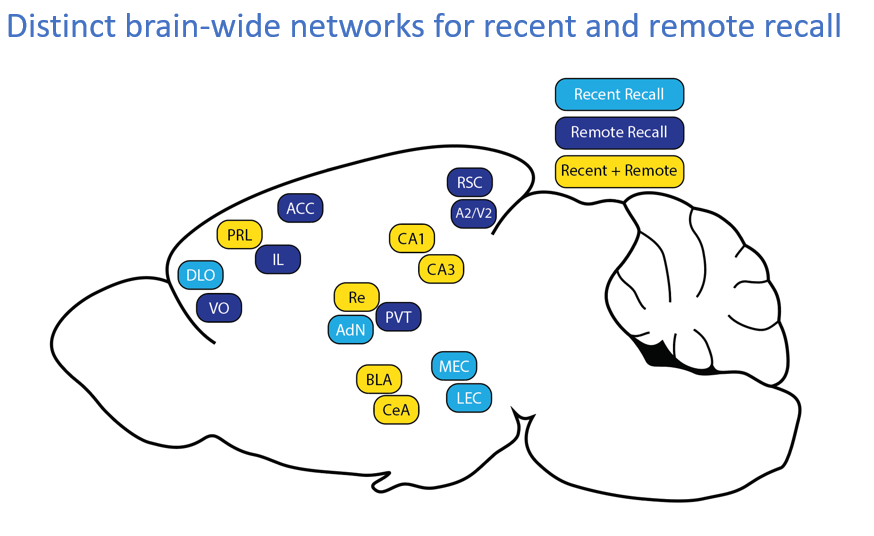 Distinct brain-wide networks for recent and remote recall
Recent Recall
Remote Recall
Recent + Remote
RSC
A2/V2
ACC
PRL
IL
CA1
CA3
DLO
VO
Re
PVT
AdN
BLA
CeA
MEC
LEC